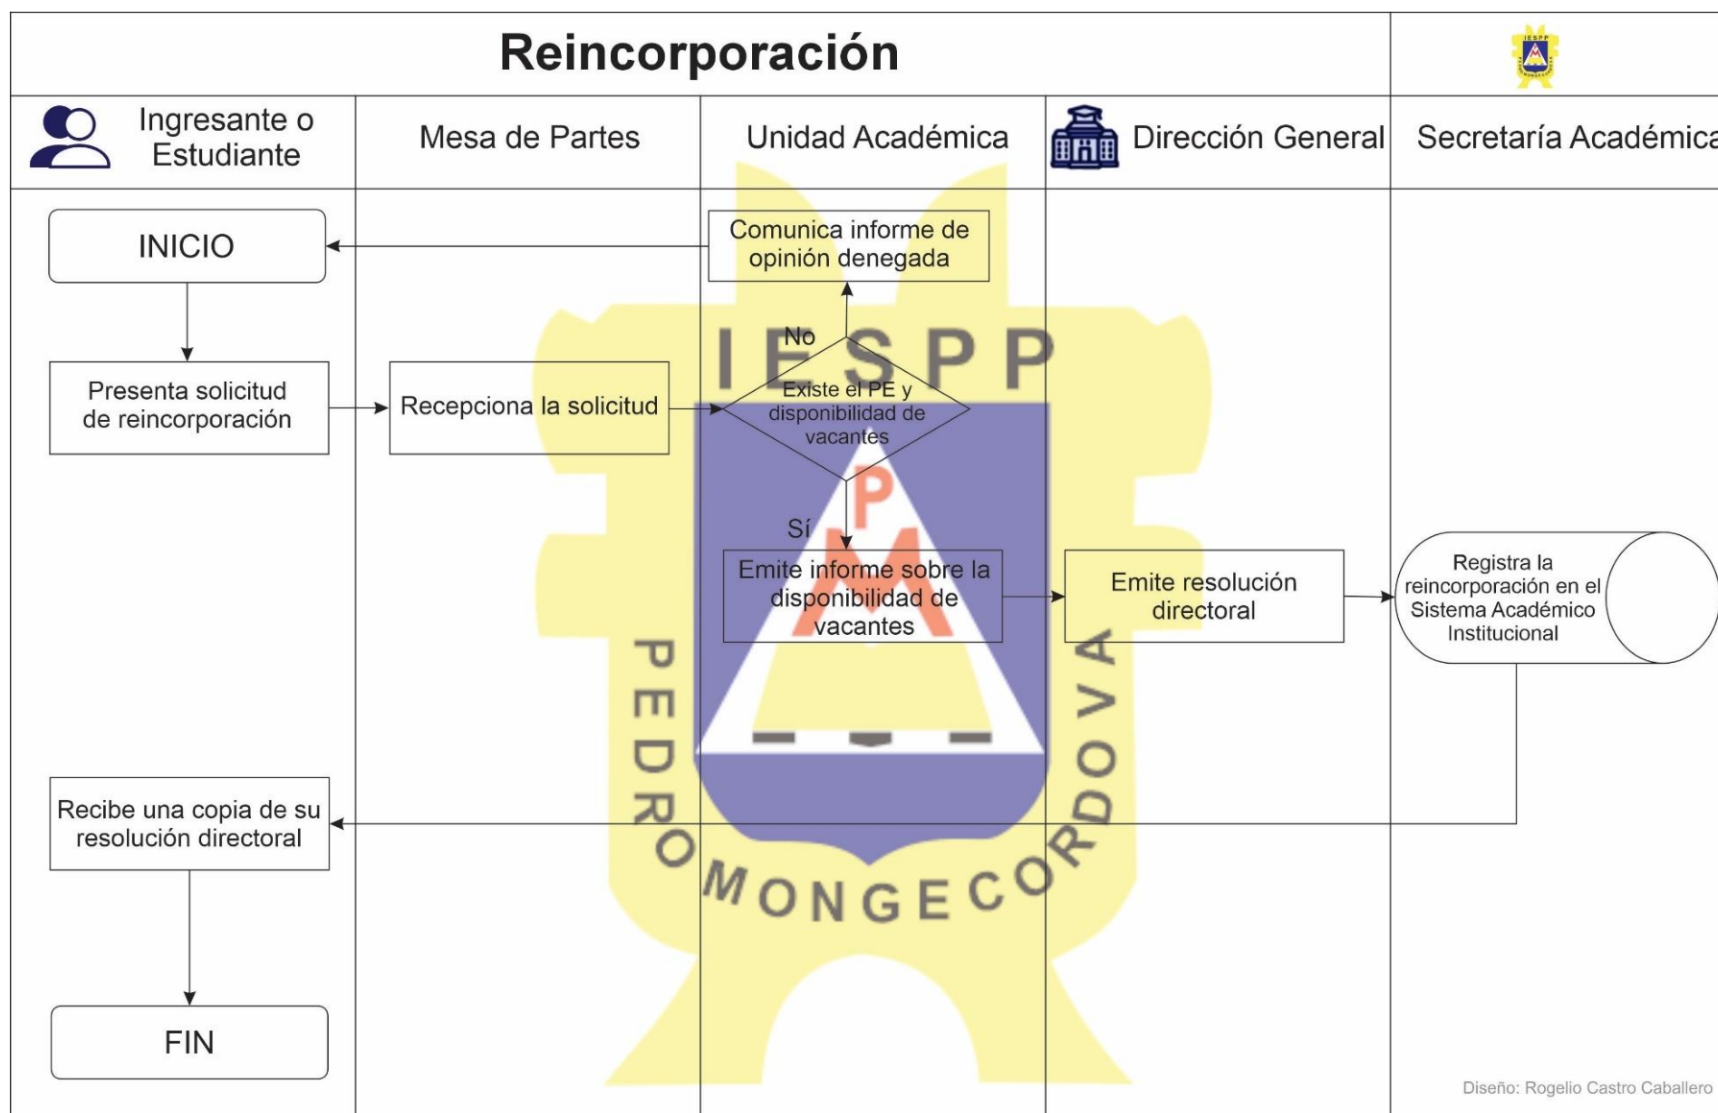 Reincorporación
IESPP
Ingresante o
Estudiante
Mesa de Partes
Unidad Académica
Dirección General
Secretaría Académica
INICIO
Comunica informe de
opinión denegada
No
Presenta solicitud
de reincorporación
Recepciona la solicitud
Existe el PE y
disponibilidad de
vacantes
Sí
Emite informe sobre la
disponibilidad de
vacantes
Emite resolución
directoral
Registra la
reincorporación en el
Sistema Académico
Institucional
Recibe una copia de su
resolución directoral
FIN
IESPP
P
M
PEDRO MONGE CORDOVA
Diseño: Rogelio Castro Caballero